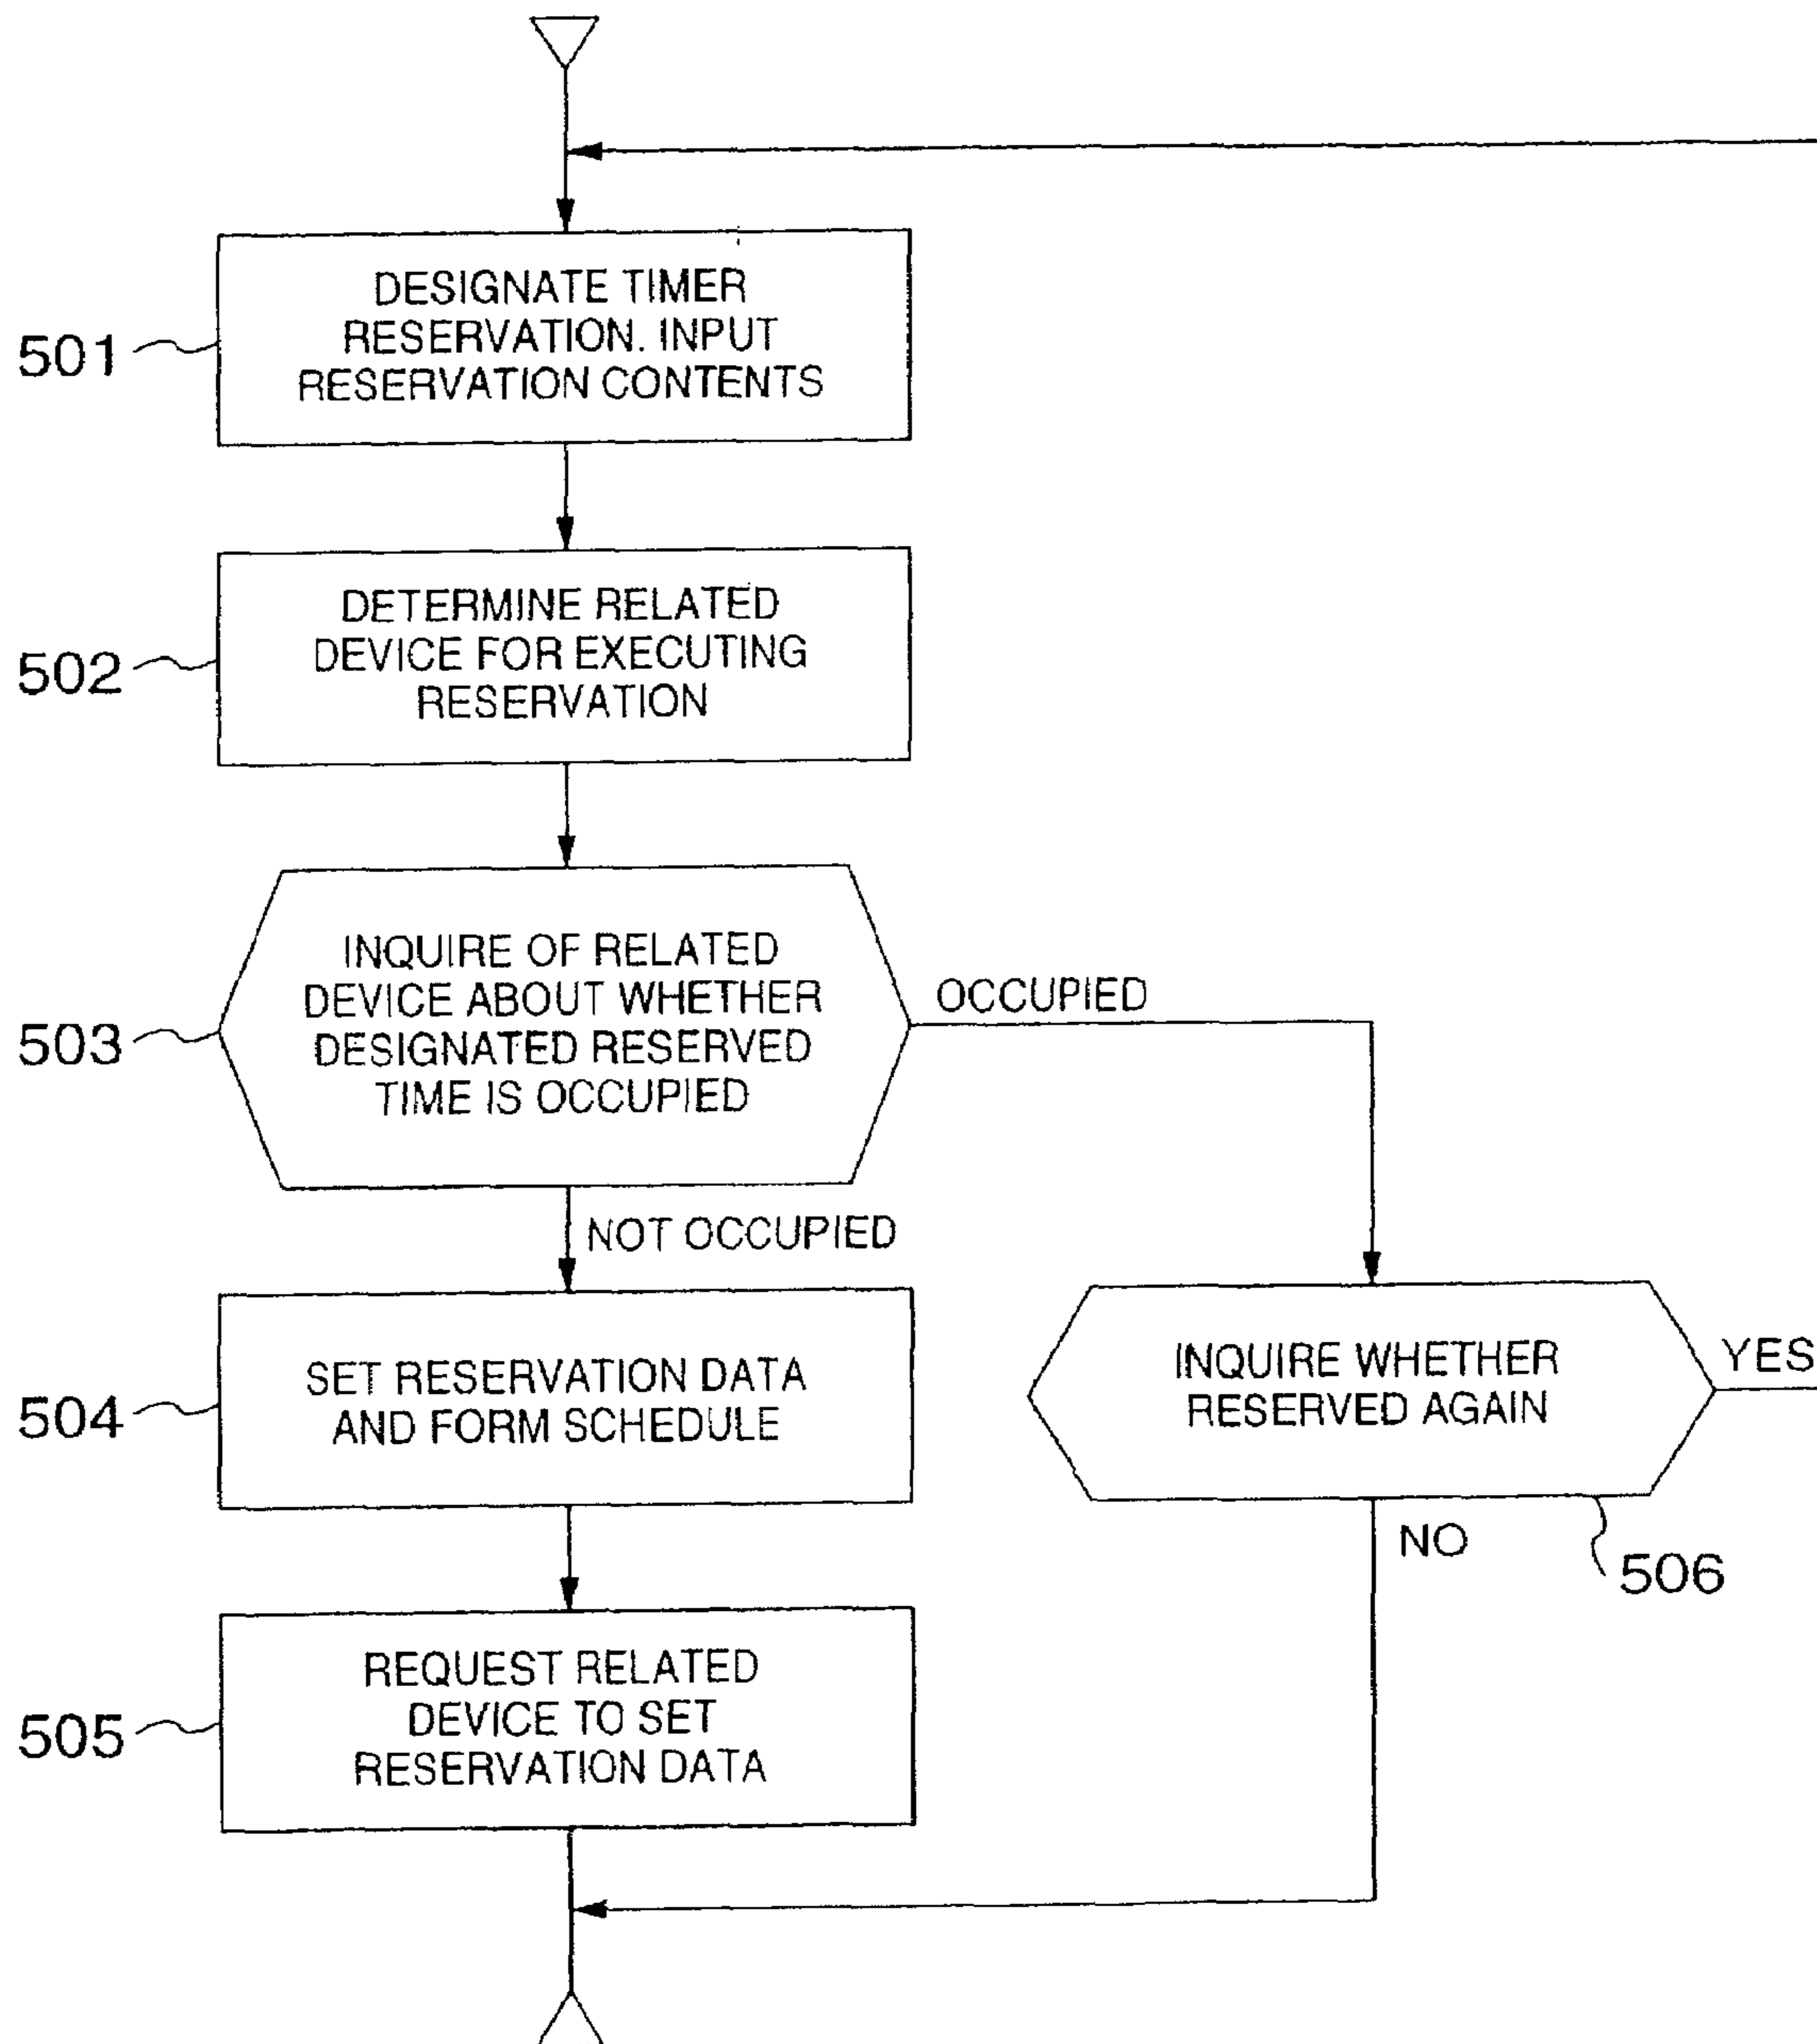 501
DESIGNATE TIMER
RESERVATION. INPUT
RESERVATION CONTENTS
502
DETERMINE RELATED
DEVICE FOR EXECUTING
RESERVATION
503
INQUIRE OF RELATED
DEVICE ABOUT WHETHER
DESIGNATED RESERVED
TIME IS OCCUPIED
OCCUPIED
NOT OCCUPIED
504
SET RESERVATION DATA
AND FORM SCHEDULE
INQUIRE WHETHER
RESERVED AGAIN
YES
NO
506
505
REQUEST RELATED
DEVICE TO SET
RESERVATION DATA